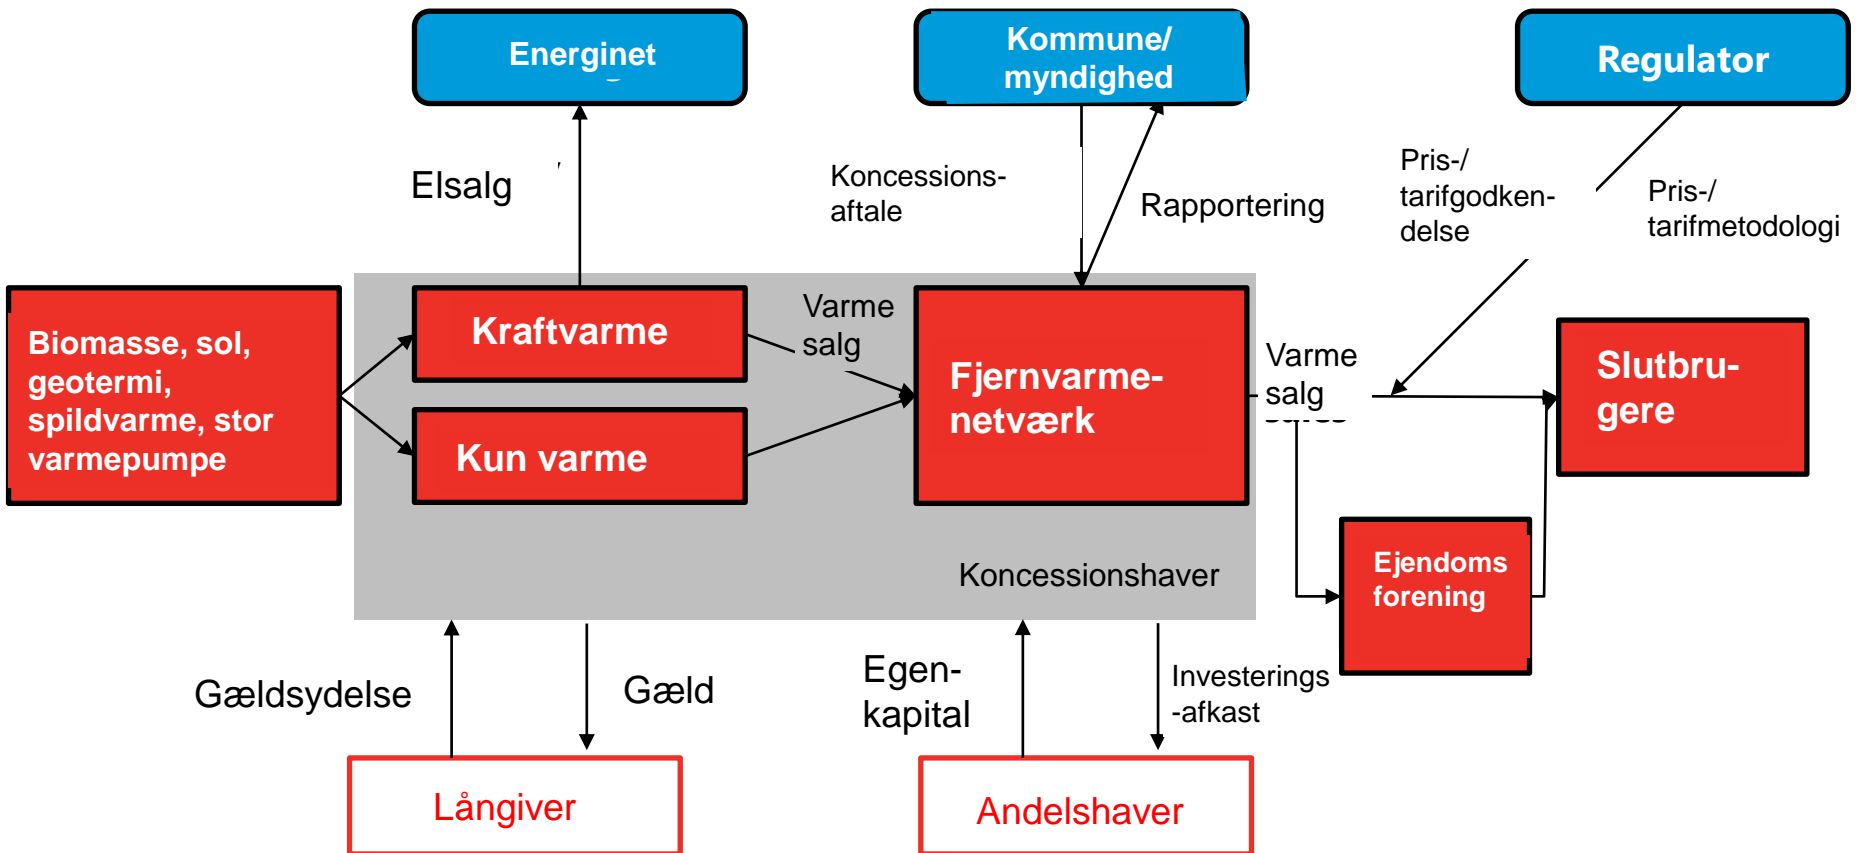 Energinet
Kommune/
myndighed
Regulator
Elsalg
Koncessions-
aftale
Rapportering
Pris-/
tarifgodken-
delse
Pris-/
tarifmetodologi
Biomasse, sol,
geotermi,
spildvarme, stor
varmepumpe
Kraftvarme
Kun varme
Varme
salg
Fjernvarme-
netværk
Varme
salg
Slutbru-
gere
Ejendoms
forening
Koncessionshaver
Gældsydelse
Gæld
Egen-
kapital
Investerings
-afkast
Långiver
Andelshaver